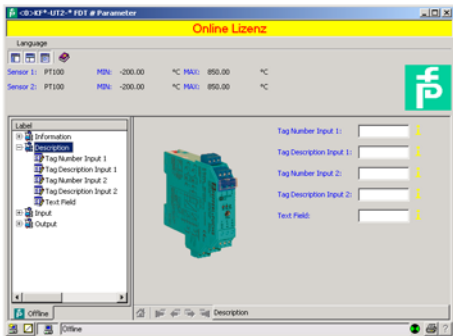 <0>KF*-UT2-* FDT # Parameter
Online Lizenz
Language
Sensor 1: PT100 MIN: -200.00 °C MAX: 850.00 °C
Sensor 2: PT100 MIN: -200.00 °C MAX: 850.00 °C
Label
Information
Description
Tag Number Input 1
Tag Description Input 1
Tag Number Input 2
Tag Description Input 2
Text Field
Input
Output
Tag Number Input 1:
Tag Description Input 1:
Tag Number Input 2:
Tag Description Input 2:
Text Field:
Offline
Description
Offline